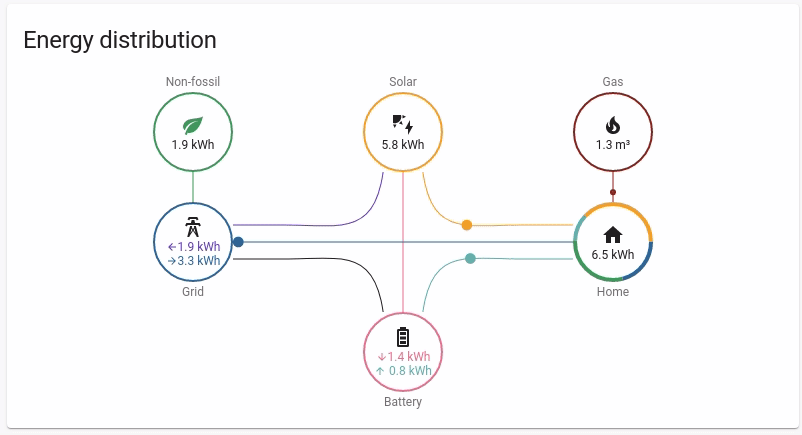 Energy distribution
Non-fossil
Solar
Gas
1.9 kWh
5.8 kWh
1.3 m³
←1.9 kWh
→3.3 kWh
6.5 kWh
Grid
Home
↓1.4 kWh
↑ 0.8 kWh
Battery